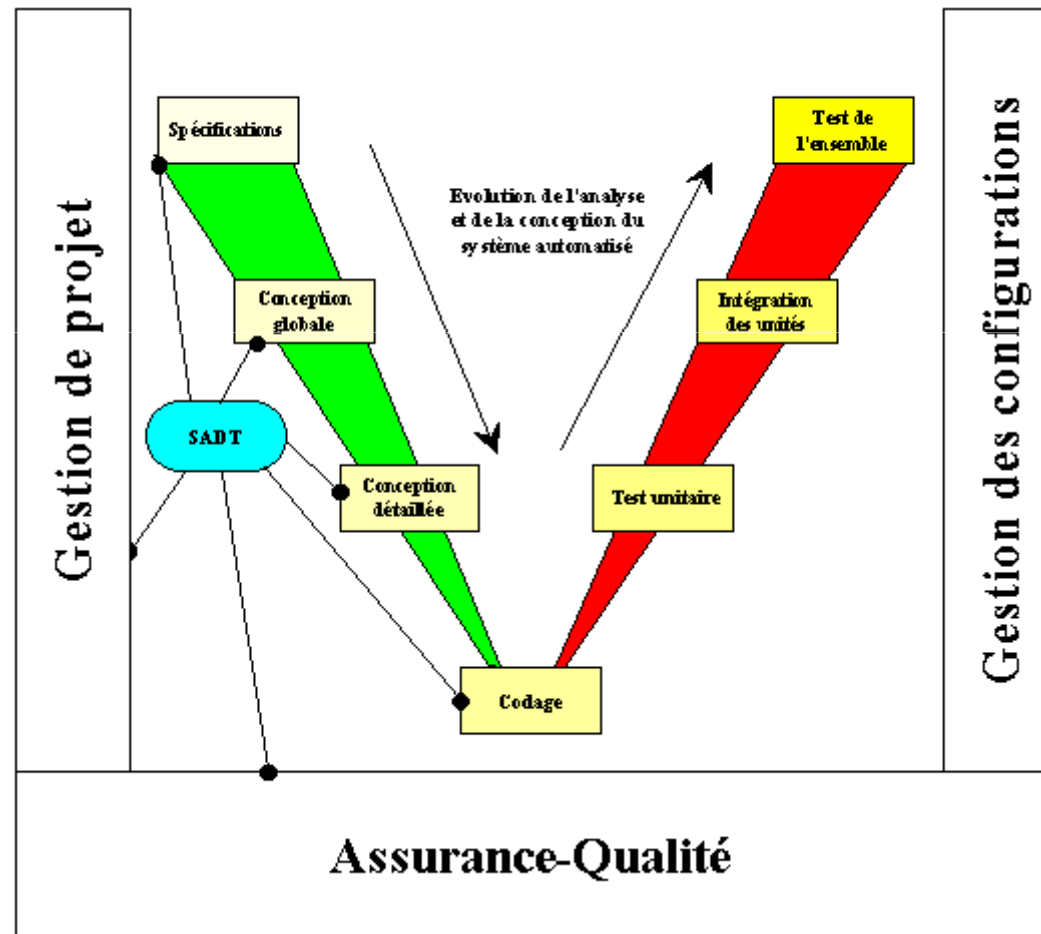 Gestion de projet
Spécifications
Test de
l'ensemble
Evolution de l'analyse
et de la conception du
système automatisé
Conception
globale
Intégration
des unités
SADT
Conception
détaillée
Test unitaire
Codage
Gestion des configurations
Assurance-Qualité